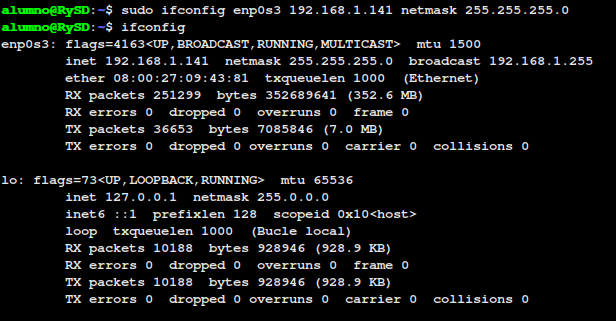 alumno@RySD:~$ sudo ifconfig enp0s3 192.168.1.141 netmask 255.255.255.0
alumno@RySD:~$ ifconfig
enp0s3: flags=4163<UP,BROADCAST,RUNNING,MULTICAST>  mtu 1500
        inet 192.168.1.141  netmask 255.255.255.0  broadcast 192.168.1.255
        ether 08:00:27:09:43:81  txqueuelen 1000  (Ethernet)
        RX packets 251299  bytes 352689641 (352.6 MB)
        RX errors 0  dropped 0  overruns 0  frame 0
        TX packets 36653  bytes 7085846 (7.0 MB)
        TX errors 0  dropped 0 overruns 0  carrier 0  collisions 0

lo: flags=73<UP,LOOPBACK,RUNNING>  mtu 65536
        inet 127.0.0.1  netmask 255.0.0.0
        inet6 ::1  prefixlen 128  scopeid 0x10<host>
        loop  txqueuelen 1000  (Bucle local)
        RX packets 10188  bytes 928946 (928.9 KB)
        RX errors 0  dropped 0  overruns 0  frame 0
        TX packets 10188  bytes 928946 (928.9 KB)
        TX errors 0  dropped 0 overruns 0  carrier 0  collisions 0